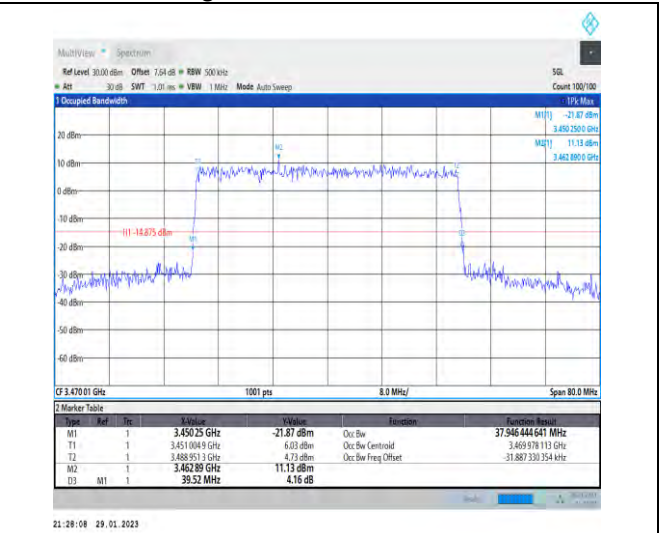 MultiView Spectrum
Ref Level 30.00 dBm Offset 7.64 dB RBW 500 kHz SGL
Att 30 dB SWT 1.01 ms VBW 1 MHz Mode Auto Sweep Count 100/100
1 Occupied Bandwidth 1Pk Max
M1[1] -21.87 dBm
3.450 250 0 GHz
M2[1] 11.13 dBm
3.462 890 0 GHz
20 dBm
M2
10 dBm
T1
0 dBm
-10 dBm
H1 -14.875 dBm
M1
-20 dBm
-30 dBm
-40 dBm
-50 dBm
-60 dBm
CF 3.470 01 GHz 1001 pts 8.0 MHz/ Span 80.0 MHz
2 Marker Table
Type Ref Trc X-Value Y-Value Function Function Result
M1 1 3.450 25 GHz -21.87 dBm Occ Bw 37.946 444 641 MHz
T1 1 3.451 004 9 GHz 6.03 dBm Occ Bw Centroid 3.469 978 113 GHz
T2 1 3.488 951 3 GHz 4.73 dBm Occ Bw Freq Offset -31.887 330 354 kHz
M2 1 3.462 89 GHz 11.13 dBm
D3 M1 1 39.52 MHz 4.16 dB
21:28:08 29.01.2023